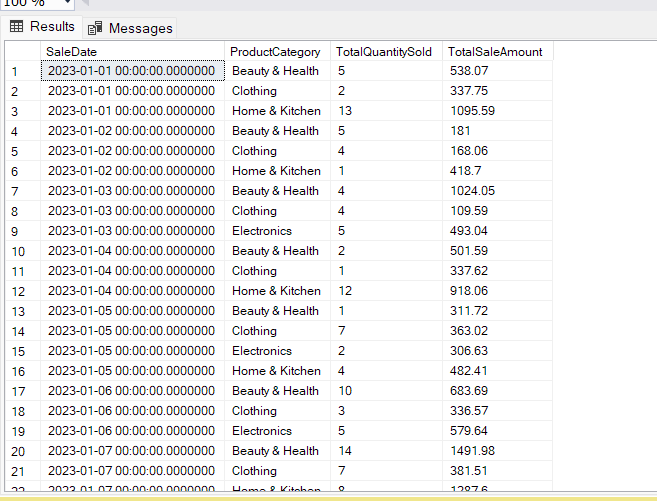 100 %
Results Messages
SaleDate ProductCategory TotalQuantitySold TotalSaleAmount
1 2023-01-01 00:00:00.0000000 Beauty & Health 5 538.07
2 2023-01-01 00:00:00.0000000 Clothing 2 337.75
3 2023-01-01 00:00:00.0000000 Home & Kitchen 13 1095.59
4 2023-01-02 00:00:00.0000000 Beauty & Health 5 181
5 2023-01-02 00:00:00.0000000 Clothing 4 168.06
6 2023-01-02 00:00:00.0000000 Home & Kitchen 1 418.7
7 2023-01-03 00:00:00.0000000 Beauty & Health 4 1024.05
8 2023-01-03 00:00:00.0000000 Clothing 4 109.59
9 2023-01-03 00:00:00.0000000 Electronics 5 493.04
10 2023-01-04 00:00:00.0000000 Beauty & Health 2 501.59
11 2023-01-04 00:00:00.0000000 Clothing 1 337.62
12 2023-01-04 00:00:00.0000000 Home & Kitchen 12 918.06
13 2023-01-05 00:00:00.0000000 Beauty & Health 1 311.72
14 2023-01-05 00:00:00.0000000 Clothing 7 363.02
15 2023-01-05 00:00:00.0000000 Electronics 2 306.63
16 2023-01-05 00:00:00.0000000 Home & Kitchen 4 482.41
17 2023-01-06 00:00:00.0000000 Beauty & Health 10 683.69
18 2023-01-06 00:00:00.0000000 Clothing 3 336.57
19 2023-01-06 00:00:00.0000000 Electronics 5 579.64
20 2023-01-07 00:00:00.0000000 Beauty & Health 14 1491.98
21 2023-01-07 00:00:00.0000000 Clothing 7 381.51
22 2023-01-07 00:00:00.0000000 Home & Kitchen 8 1287.6